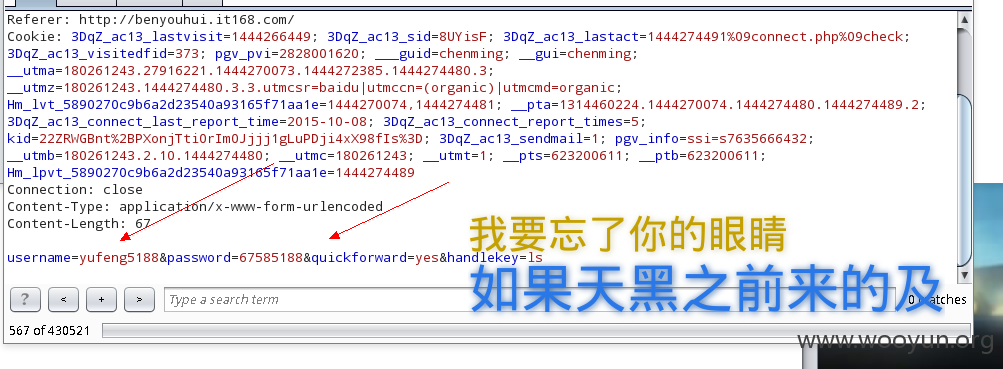 Referer: http://benyouhui.it168.com/
Cookie: 3DqZ_ac13_lastvisit=1444266449; 3DqZ_ac13_sid=8UYisF; 3DqZ_ac13_lastact=1444274491%09connect.php%09check;
3DqZ_ac13_visitedfid=373; pgv_pvi=2828001620; ___guid=chenming; __gui=chenming;
__utma=180261243.27916221.1444270073.1444272385.1444274480.3;
__utmz=180261243.1444274480.3.3.utmcsr=baidu|utmccn=(organic)|utmcmd=organic;
Hm_lvt_5890270c9b6a2d23540a93165f71aa1e=1444270074,1444274481; __pta=1314460224.1444270074.1444274480.1444274489.2;
3DqZ_ac13_connect_last_report_time=2015-10-08; 3DqZ_ac13_connect_report_times=5;
kid=22ZRWGBnt%2BPXonjTtiOrImOJjjj1gLuPDji4xX98fIs%3D; 3DqZ_ac13_sendmail=1; pgv_info=ssi=s7635666432;
__utmb=180261243.2.10.1444274480; __utmc=180261243; __utmt=1; __pts=623200611; __ptb=623200611;
Hm_lpvt_5890270c9b6a2d23540a93165f71aa1e=1444274489
Connection: close
Content-Type: application/x-www-form-urlencoded
Content-Length: 67
我要忘了你的眼睛
username=yufeng5188&password=67585188&quickforward=yes&handlekey=ls
如果天黑之前来的及
? < + > Type a search term 0 matches
567 of 430521
www.wooyun.org